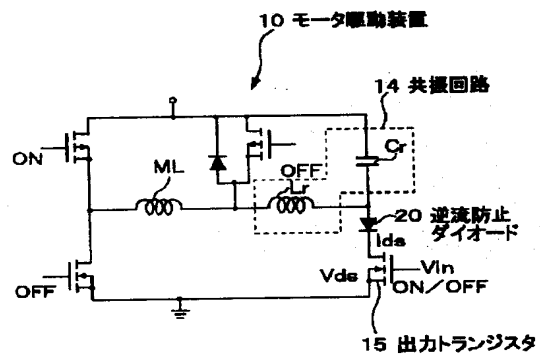 10 モータ駆動装置
14 共振回路
ON
ML
OFF
Cr
Lr
20 逆流防止
ダイオード
Ids
Vds
Vin
OFF
ON/OFF
15 出力トランジスタ